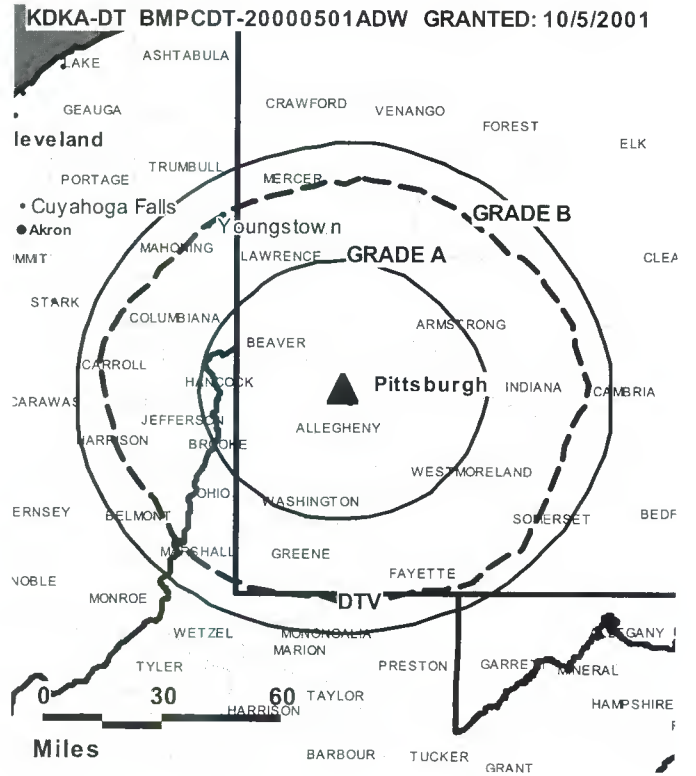 KDKA-DT BMPCDT-20000501ADW GRANTED: 10/5/2001
LAKE
ASHTABULA
GEAUGA
CRAWFORD
VENANGO
FOREST
leveland
ELK
TRUMBULL
PORTAGE
MERCER
Cuyahoga Falls
GRADE B
Youngstown
Akron
MAHONING
LAWRENCE
GRADE A
MMIT
CLEA
STARK
COLUMBIANA
ARMSTRONG
BEAVER
CARROLL
HANCOCK
Pittsburgh
INDIANA
CAMBRIA
CARAWAS
JEFFERSON
ALLEGHENY
HARRISON
BROOKE
WESTMORELAND
OHIO
WASHINGTON
ERNSEY
BELMONT
SOMERSET
BEDF
MARSHALL
GREENE
NOBLE
FAYETTE
MONROE
DTV
WETZEL
MONONGALIA
MARION
TYLER
PRESTON
GARRETT
MINERAL
0 30 60
TAYLOR
HAMPSHIRE
HARRISON
Miles
BARBOUR
TUCKER
GRANT